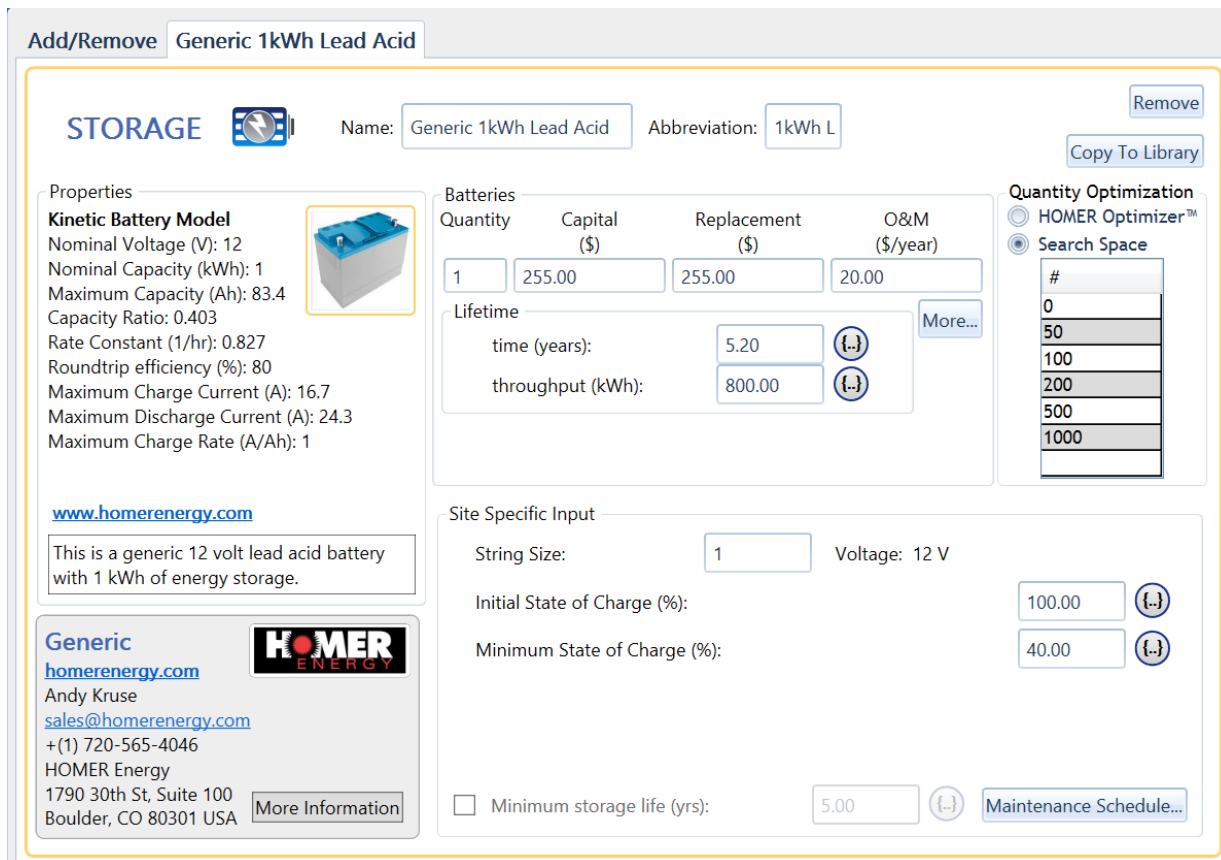 Add/Remove
Generic 1kWh Lead Acid
STORAGE
Name:
Generic 1kWh Lead Acid
Abbreviation:
1kWh L
Remove
Copy To Library
Properties
Kinetic Battery Model
Nominal Voltage (V): 12
Nominal Capacity (kWh): 1
Maximum Capacity (Ah): 83.4
Capacity Ratio: 0.403
Rate Constant (1/hr): 0.827
Roundtrip efficiency (%): 80
Maximum Charge Current (A): 16.7
Maximum Discharge Current (A): 24.3
Maximum Charge Rate (A/Ah): 1
www.homerenergy.com
This is a generic 12 volt lead acid battery
with 1 kWh of energy storage.
Generic
HOMER
ENERGY
homerenergy.com
Andy Kruse
sales@homerenergy.com
+(1) 720-565-4046
HOMER Energy
1790 30th St, Suite 100
Boulder, CO 80301 USA
More Information
Batteries
Quantity Capital Replacement O&M
($) ($) ($/year)
1 255.00 255.00 20.00
Lifetime
time (years): 5.20 {..}
throughput (kWh): 800.00 {..}
More...
Quantity Optimization
HOMER Optimizer™
Search Space
#
0
50
100
200
500
1000
Site Specific Input
String Size: 1 Voltage: 12 V
Initial State of Charge (%): 100.00 {..}
Minimum State of Charge (%): 40.00 {..}
Minimum storage life (yrs): 5.00 {..}
Maintenance Schedule...